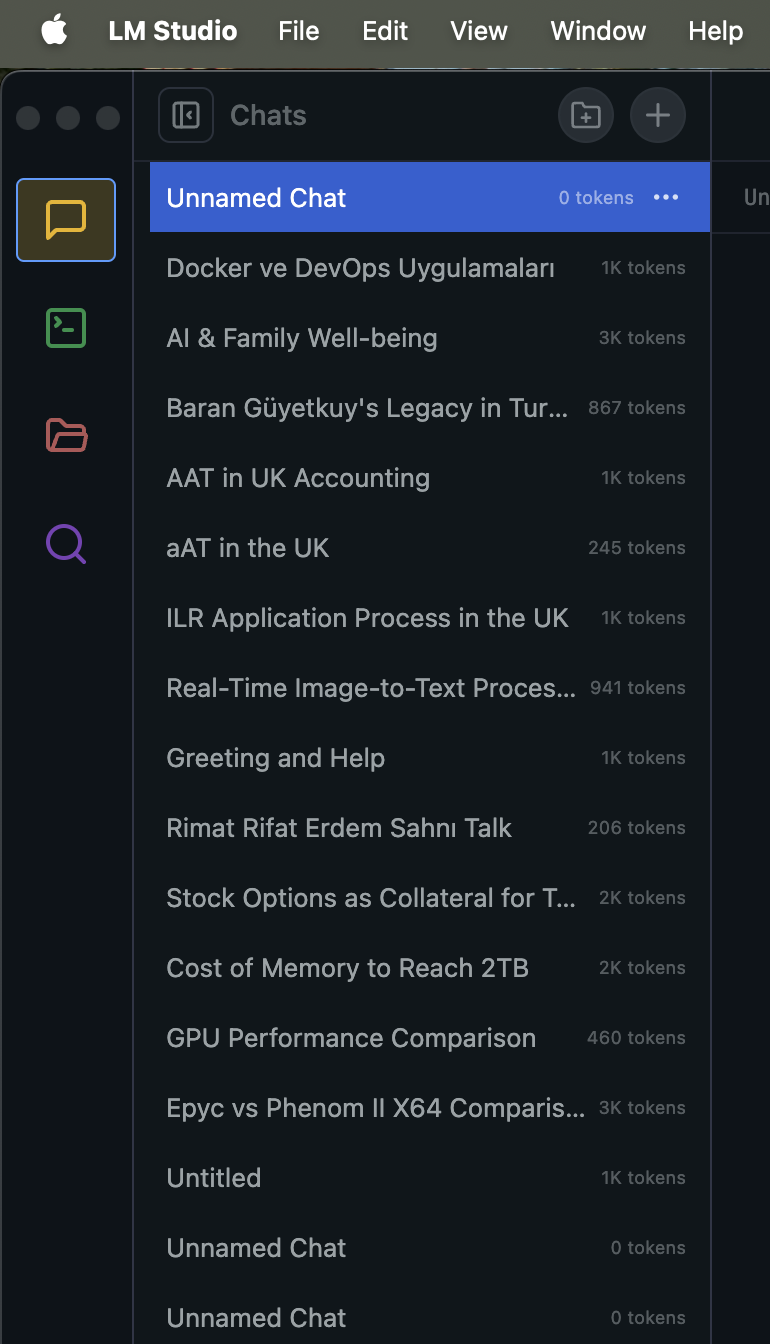 LM Studio File Edit View Window Help
Chats
Unnamed Chat 0 tokens
Un
Docker ve DevOps Uygulamaları 1K tokens
AI & Family Well-being 3K tokens
Baran Güyetkuy's Legacy in Tur... 867 tokens
AAT in UK Accounting 1K tokens
aAT in the UK 245 tokens
ILR Application Process in the UK 1K tokens
Real-Time Image-to-Text Proces... 941 tokens
Greeting and Help 1K tokens
Rimat Rifat Erdem Sahnı Talk 206 tokens
Stock Options as Collateral for T... 2K tokens
Cost of Memory to Reach 2TB 2K tokens
GPU Performance Comparison 460 tokens
Epyc vs Phenom II X64 Comparis... 3K tokens
Untitled 1K tokens
Unnamed Chat 0 tokens
Unnamed Chat 0 tokens